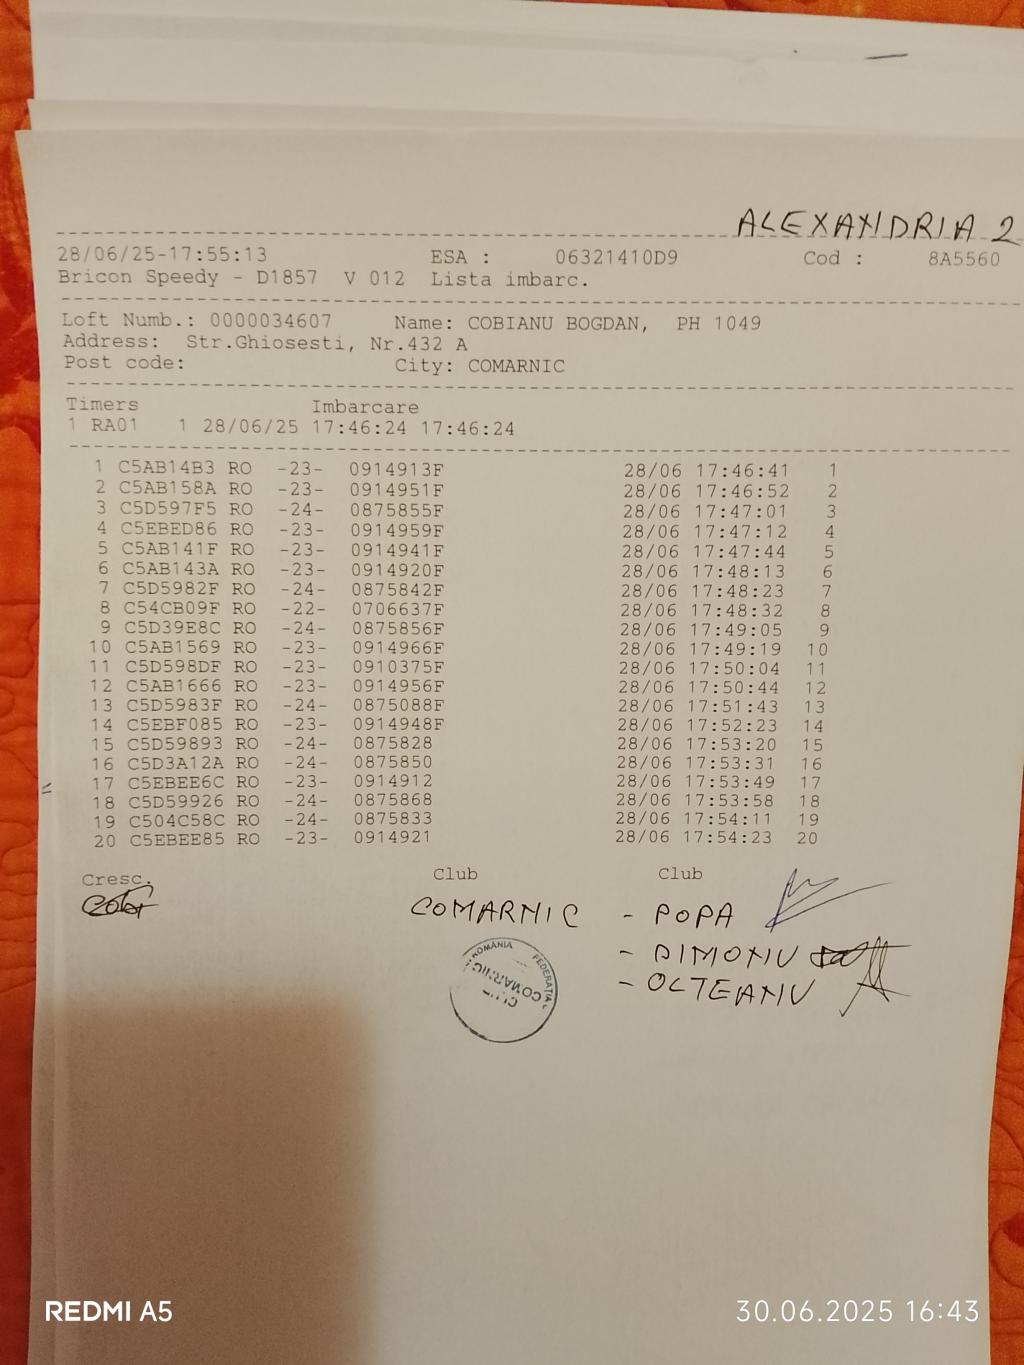 ALEXANDRIA 2
28/06/25-17:55:13 ESA : 06321410D9 Cod : 8A5560
Bricon Speedy - D1857 V 012 Lista imbarc.
Loft Numb.: 0000034607 Name: COBIANU BOGDAN, PH 1049
Address: Str.Ghiosesti, Nr.432 A
Post code: City: COMARNIC
Timers Imbarcare
1 RA01 1 28/06/25 17:46:24 17:46:24
1 C5AB14B3 RO -23- 0914913F 28/06 17:46:41 1
2 C5AB158A RO -23- 0914951F 28/06 17:46:52 2
3 C5D597F5 RO -24- 0875855F 28/06 17:47:01 3
4 C5EBED86 RO -23- 0914959F 28/06 17:47:12 4
5 C5AB141F RO -23- 0914941F 28/06 17:47:44 5
6 C5AB143A RO -23- 0914920F 28/06 17:48:13 6
7 C5D5982F RO -24- 0875842F 28/06 17:48:23 7
8 C54CB09F RO -22- 0706637F 28/06 17:48:32 8
9 C5D39E8C RO -24- 0875856F 28/06 17:49:05 9
10 C5AB1569 RO -23- 0914966F 28/06 17:49:19 10
11 C5D598DF RO -23- 0910375F 28/06 17:50:04 11
12 C5AB1666 RO -23- 0914956F 28/06 17:50:44 12
13 C5D5983F RO -24- 0875088F 28/06 17:51:43 13
14 C5EBF085 RO -23- 0914948F 28/06 17:52:23 14
15 C5D59893 RO -24- 0875828 28/06 17:53:20 15
16 C5D3A12A RO -24- 0875850 28/06 17:53:31 16
17 C5EBEE6C RO -23- 0914912 28/06 17:53:49 17
18 C5D59926 RO -24- 0875868 28/06 17:53:58 18
19 C504C58C RO -24- 0875833 28/06 17:54:11 19
20 C5EBEE85 RO -23- 0914921 28/06 17:54:23 20
Cresc. Club Club
COMARNIC - POPA
- DIMONIU
- OLTEANU
ROMANIA FEDERATIA
CLUB
COMARNIC
REDMI A5 30.06.2025 16:43